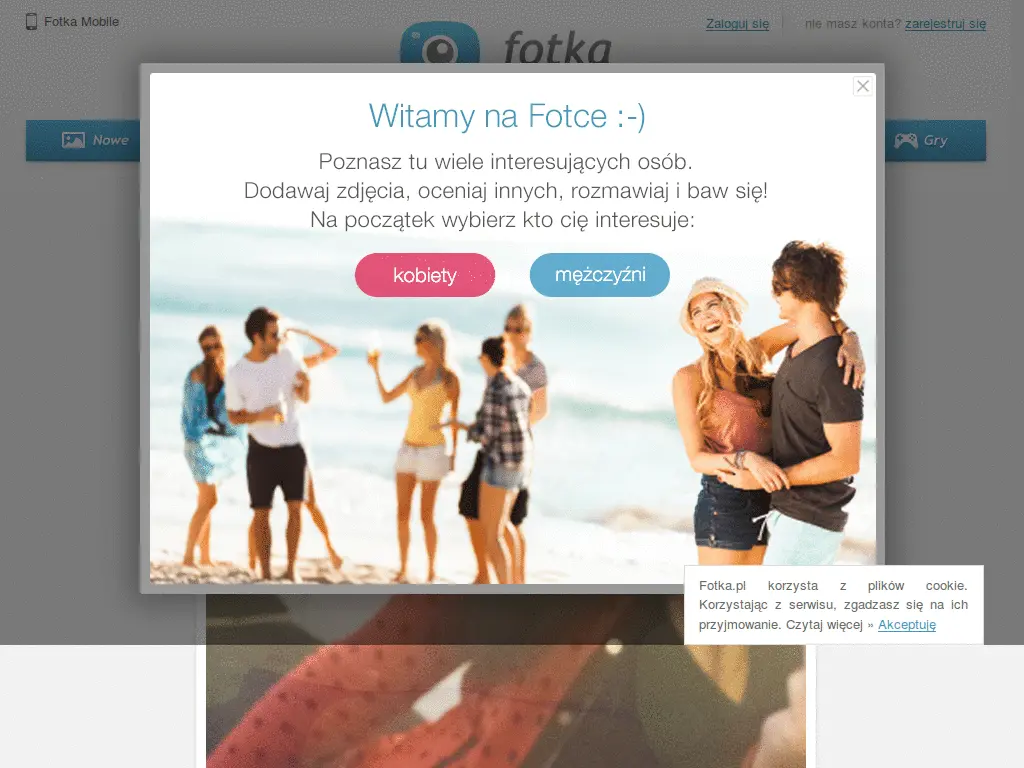 Fotka Mobile
Zaloguj się
nie masz konta? zarejestruj się
fotka
Nowe
Gry
Witamy na Fotce :-)
Poznasz tu wiele interesujących osób.
Dodawaj zdjęcia, oceniaj innych, rozmawiaj i baw się!
Na początek wybierz kto cię interesuje:
kobiety
mężczyźni
Fotka.pl korzysta z plików cookie.
Korzystając z serwisu, zgadzasz się na ich
przyjmowanie. Czytaj więcej » Akceptuję